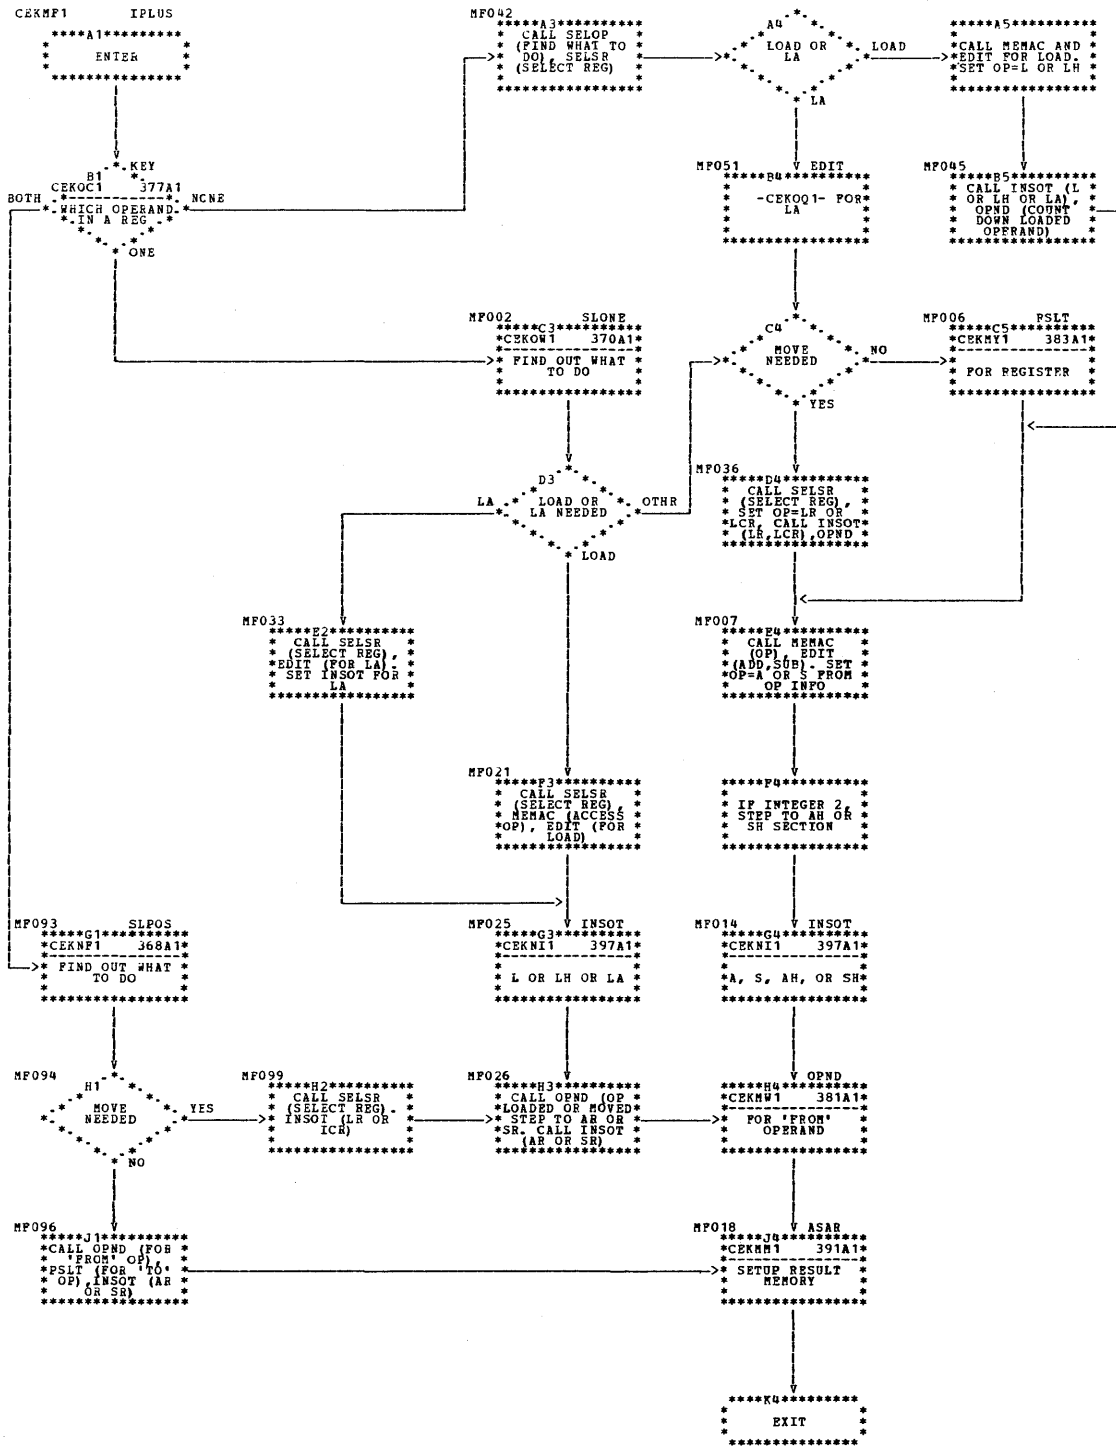 CEKMF1 IPLUS
A1
ENTER
MF042
A3
CALL SELOP
(FIND WHAT TO
DO), SELSR
(SELECT REG)
A4
LOAD OR
LA
LOAD
LA
A5
CALL MEMAC AND
EDIT FOR LOAD.
SET OP=L OR LH
B1
KEY
CEKOC1 377A1
WHICH OPERAND
IN A REG
BOTH
NCNE
ONE
MF051 EDIT
B4
-CEKOQ1- FOR
LA
MF045
B5
CALL INSOT (L
OR LH OR LA),
OPND (COUNT
DOWN LOADED
OPERAND)
MF002 SLONE
C3
CEKOW1 370A1
FIND OUT WHAT
TO DO
C4
MOVE
NEEDED
NO
YES
MF006 PSLT
C5
CEKMY1 383A1
FOR REGISTER
D3
LOAD OR
LA NEEDED
LA
OTHR
LOAD
MF036
D4
CALL SELSR
(SELECT REG),
SET OP=LR OR
LCR, CALL INSOT
(LR,LCR),OPND
MF033
E2
CALL SELSR
(SELECT REG),
EDIT (FOR LA).
SET INSOT FOR
LA
MF007
E4
CALL MEMAC
(OP), EDIT
(ADD,SUB). SET
OP=A OR S FROM
OP INFO
MF021
F3
CALL SELSR
(SELECT REG),
MEMAC (ACCESS
OP), EDIT (FOR
LOAD)
F4
IF INTEGER 2,
STEP TO AH OR
SH SECTION
MF093 SLPOS
G1
CEKNF1 368A1
FIND OUT WHAT
TO DO
MF025 INSOT
G3
CEKNI1 397A1
L OR LH OR LA
MF014 INSOT
G4
CEKNI1 397A1
A, S, AH, OR SH
MF094
H1
MOVE
NEEDED
YES
NO
MF099
H2
CALL SELSR
(SELECT REG).
INSOT (LR OR
ICR)
MF026
H3
CALL OPND (OP
LOADED OR MOVED
STEP TO AR OR
SR. CALL INSOT
(AR OR SR)
OPND
H4
CEKMW1 381A1
FOR 'FROM'
OPERAND
MF096
J1
CALL OPND (FOR
'FROM' OP),
PSLT (FOR 'TO'
OP),INSOT (AR
OR SR)
MF018 ASAR
J4
CEKMM1 391A1
SETUP RESULT
MEMORY
K4
EXIT